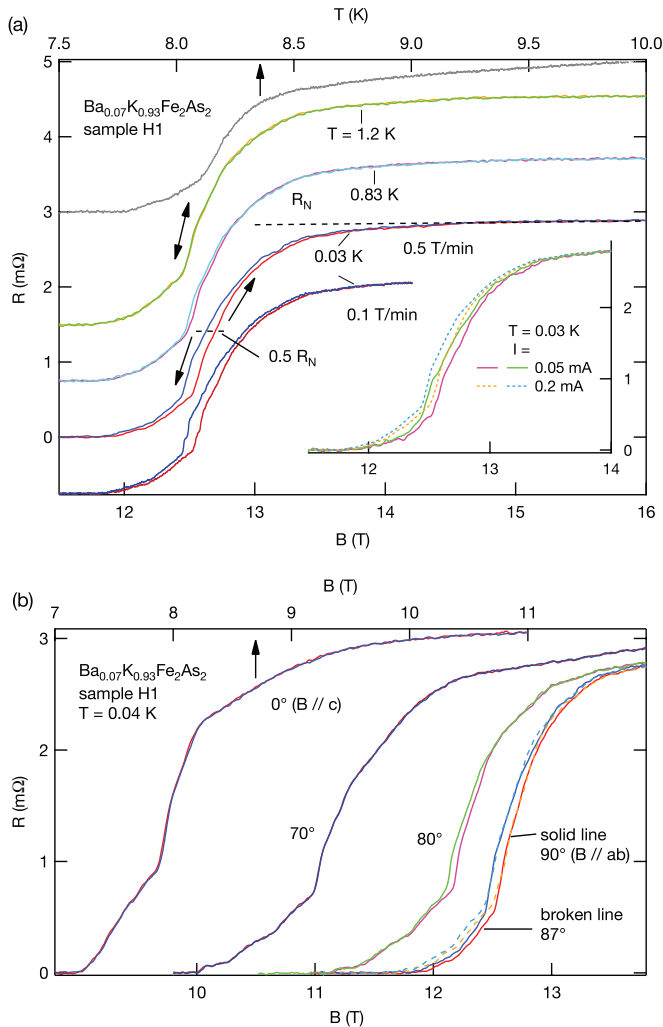 (a)
T (K)
7.5 8.0 8.5 9.0 9.5 10.0
5
4
3
2
1
0
R (mΩ)
Ba0.07K0.93Fe2As2
sample H1
T = 1.2 K
RN
0.83 K
0.03 K
0.5 T/min
0.1 T/min
0.5 RN
T = 0.03 K
I =
0.05 mA
0.2 mA
2
1
0
12 13 14
12 13 14 15 16
B (T)
(b)
B (T)
7 8 9 10 11
3
2
1
0
R (mΩ)
Ba0.07K0.93Fe2As2
sample H1
T = 0.04 K
0° (B // c)
70°
80°
solid line
90° (B // ab)
broken line
87°
10 11 12 13
B (T)